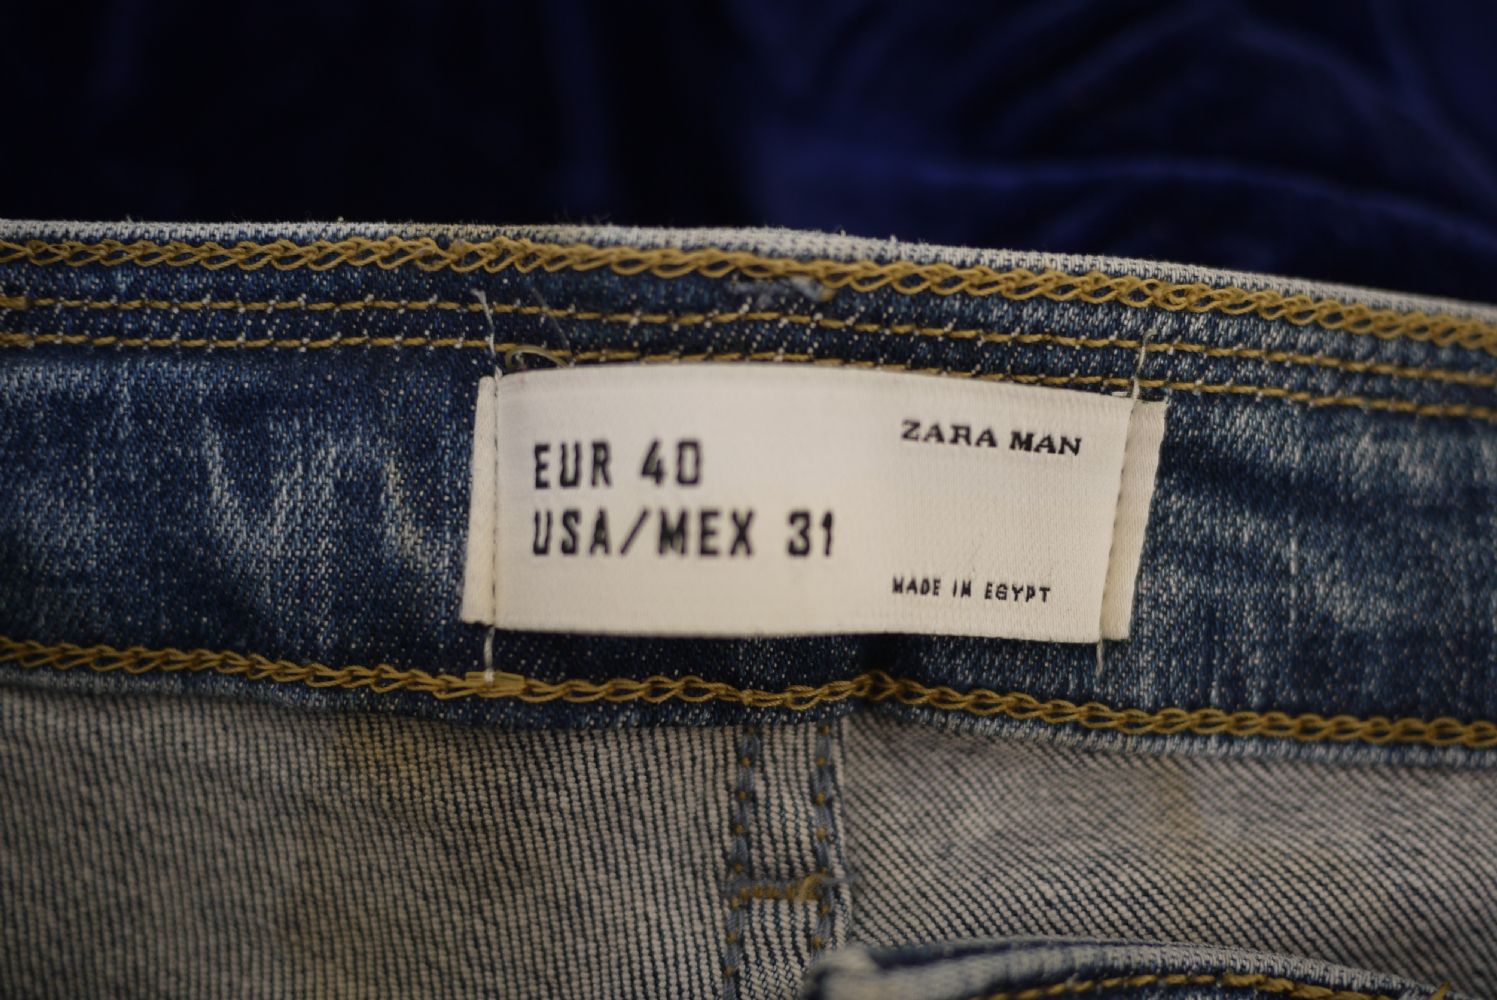 EUR 40
USA/MEX 31
ZARA MAN
MADE IN EGYPT